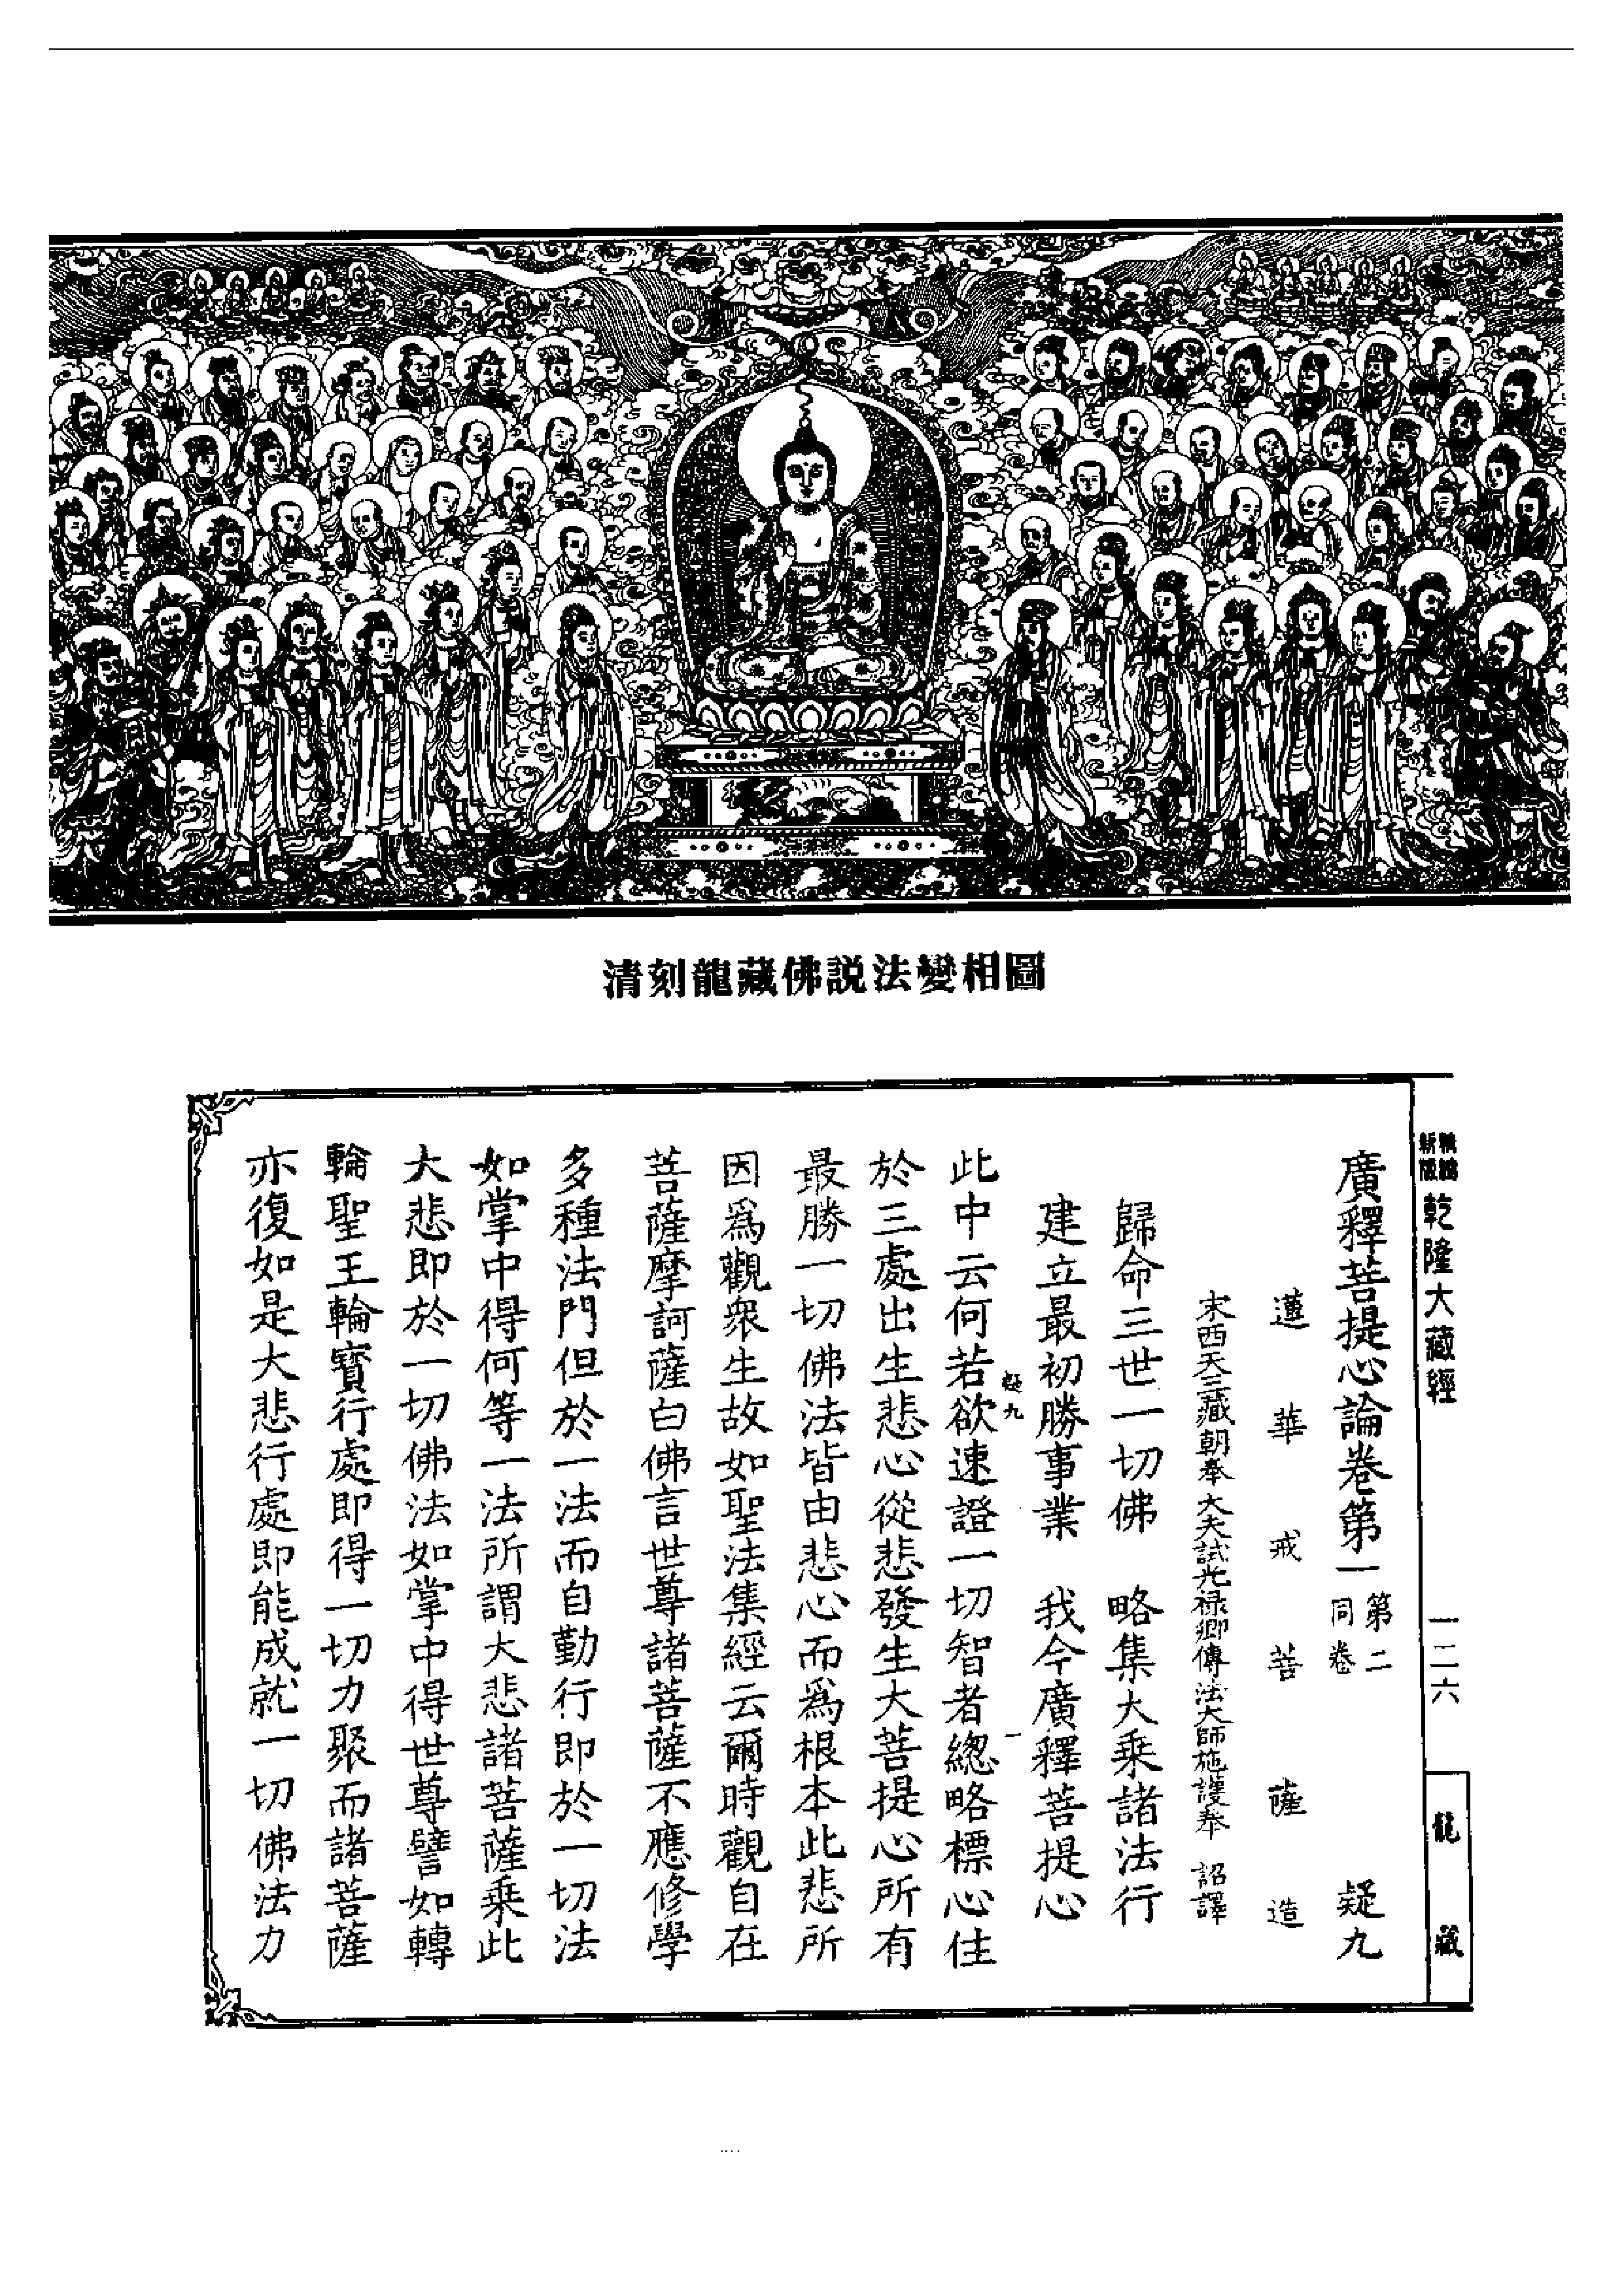 清刻龍藏佛説法變相圖
新版
乾隆大藏經
一二六
龍藏
廣釋菩提心論卷第一 第二同卷 疑九
蓮華戒菩薩造
宋西天三藏朝奉大夫試光禄卿傳法大師施護奉 詔譯
歸命三世一切佛 略集大乘諸法行
建立最初勝事業 我今廣釋菩提心
疑九 一
此中云何若欲速證一切智者總略標心住
於三處出生悲心從悲發生大菩提心所有
最勝一切佛法皆由悲心而爲根本此悲所
因爲觀衆生故如聖法集經云爾時觀自在
菩薩摩訶薩白佛言世尊諸菩薩不應修學
多種法門但於一法而自勤行即於一切法
如掌中得何等一法所謂大悲諸菩薩乘此
大悲即於一切佛法如掌中得世尊譬如轉
輪聖王輪寶行處即得一切力聚而諸菩薩
亦復如是大悲行處即能成就一切佛法力